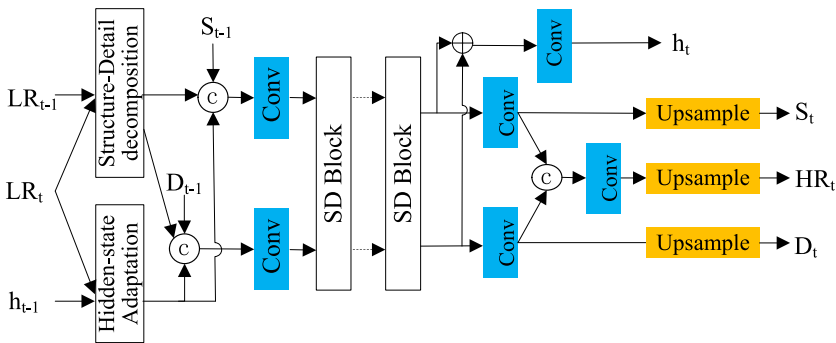 S_{t-1}
h_t
Conv
LR_{t-1}
Structure-Detail
decomposition
c
Conv
SD Block
SD Block
Conv
Upsample
S_t
LR_t
D_{t-1}
c
Conv
Upsample
HR_t
c
Conv
Conv
Upsample
D_t
h_{t-1}
Hidden-state
Adaptation